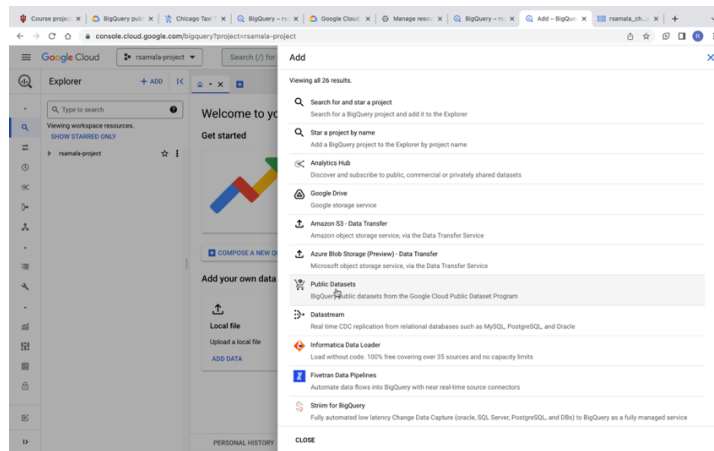 Course projec
BigQuery publ
Chicago Taxi T
BigQuery – rs
Google Cloud
Manage resou
BigQuery – rs
Add – BigQue
rsamala_ch
console.cloud.google.com/bigquery?project=rsamala-project
Google Cloud
rsamala-project
Search (/) for
Explorer
+ ADD
Type to search
Viewing workspace resources.
SHOW STARRED ONLY
rsamala-project
Welcome to yo
Get started
COMPOSE A NEW QU
Add your own data
Local file
Upload a local file
ADD DATA
PERSONAL HISTORY
Add
Viewing all 26 results.
Search for and star a project
Search for a BigQuery project and add it to the Explorer
Star a project by name
Add a BigQuery project to the Explorer by project name
Analytics Hub
Discover and subscribe to public, commercial or privately shared datasets
Google Drive
Google storage service
Amazon S3 - Data Transfer
Amazon object storage service, via the Data Transfer Service
Azure Blob Storage (Preview) - Data Transfer
Microsoft object storage service, via the Data Transfer Service
Public Datasets
BigQuery public datasets from the Google Cloud Public Dataset Program
Datastream
Real time CDC replication from relational databases such as MySQL, PostgreSQL, and Oracle
Informatica Data Loader
Load without code. 100% free covering over 35 sources and no capacity limits
Fivetran Data Pipelines
Automate data flows into BigQuery with near real-time source connectors
Striim for BigQuery
Fully automated low latency Change Data Capture (oracle, SQL Server, PostgreSQL, and DBs) to BigQuery as a fully managed service
CLOSE